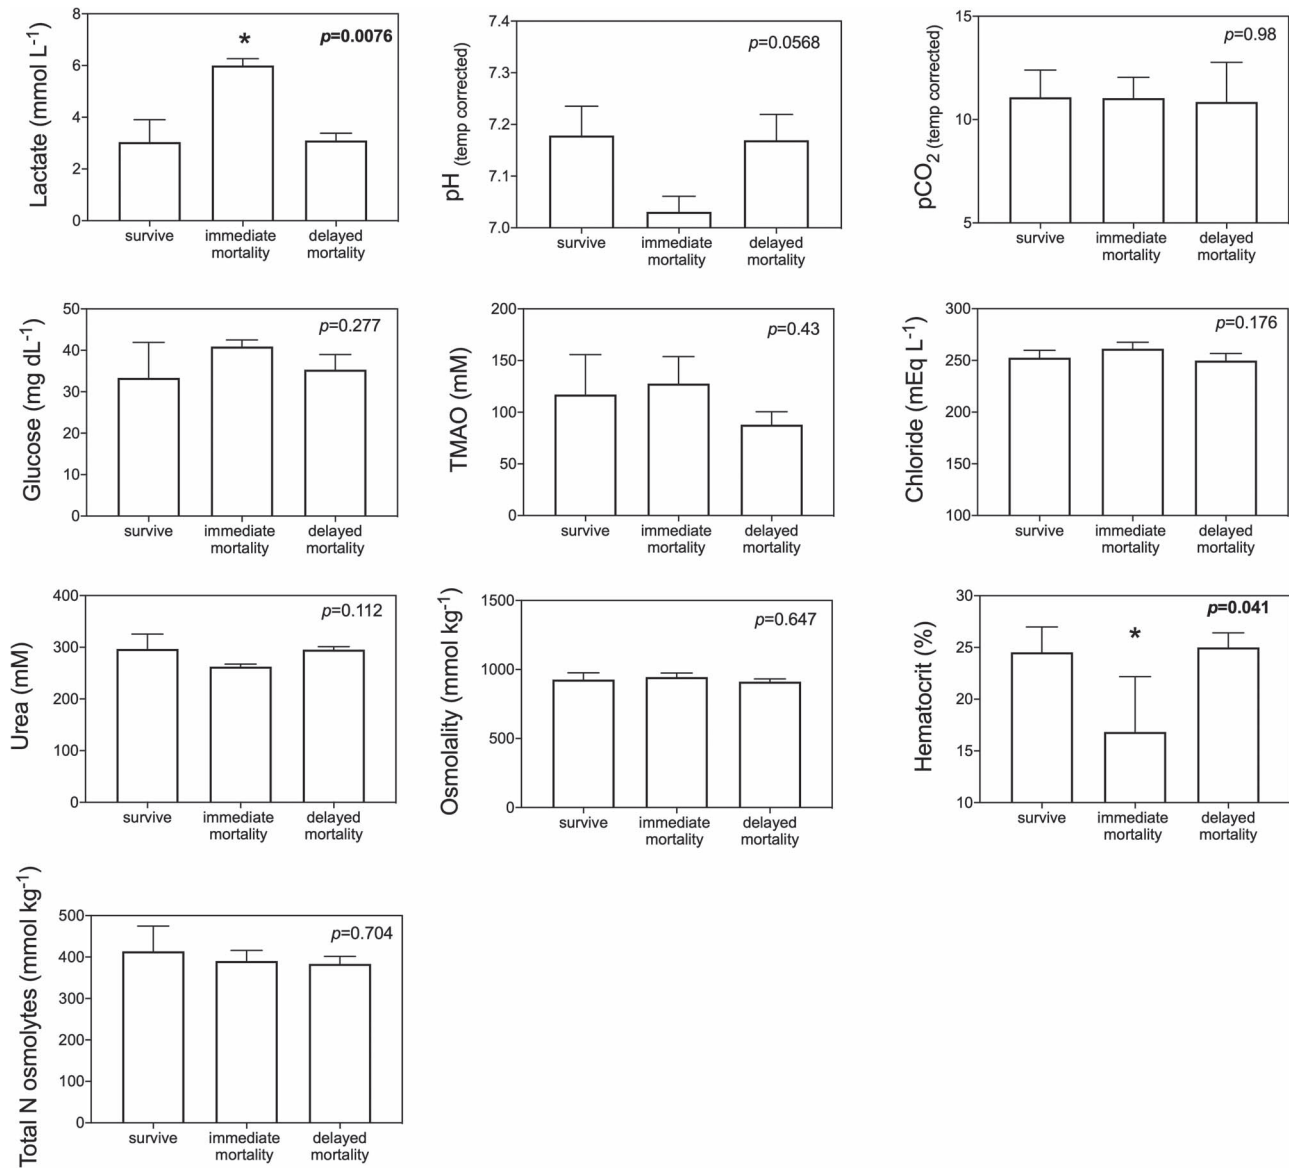 Lactate (mmol L-1)
8
6
4
2
0
*
p=0.0076
survive
immediate
mortality
delayed
mortality
pH (temp corrected)
7.4
7.3
7.2
7.1
7.0
p=0.0568
survive
immediate
mortality
delayed
mortality
pCO2 (temp corrected)
15
10
5
p=0.98
survive
immediate
mortality
delayed
mortality
Glucose (mg dL-1)
50
40
30
20
10
0
p=0.277
survive
immediate
mortality
delayed
mortality
TMAO (mM)
200
150
100
50
0
p=0.43
survive
immediate
mortality
delayed
mortality
Chloride (mEq L-1)
300
250
200
150
100
p=0.176
survive
immediate
mortality
delayed
mortality
Urea (mM)
400
300
200
100
0
p=0.112
survive
immediate
mortality
delayed
mortality
Osmolality (mmol kg-1)
1500
1000
500
0
p=0.647
survive
immediate
mortality
delayed
mortality
Hematocrit (%)
30
25
20
15
10
*
p=0.041
survive
immediate
mortality
delayed
mortality
Total N osmolytes (mmol kg-1)
500
400
300
200
100
0
p=0.704
survive
immediate
mortality
delayed
mortality